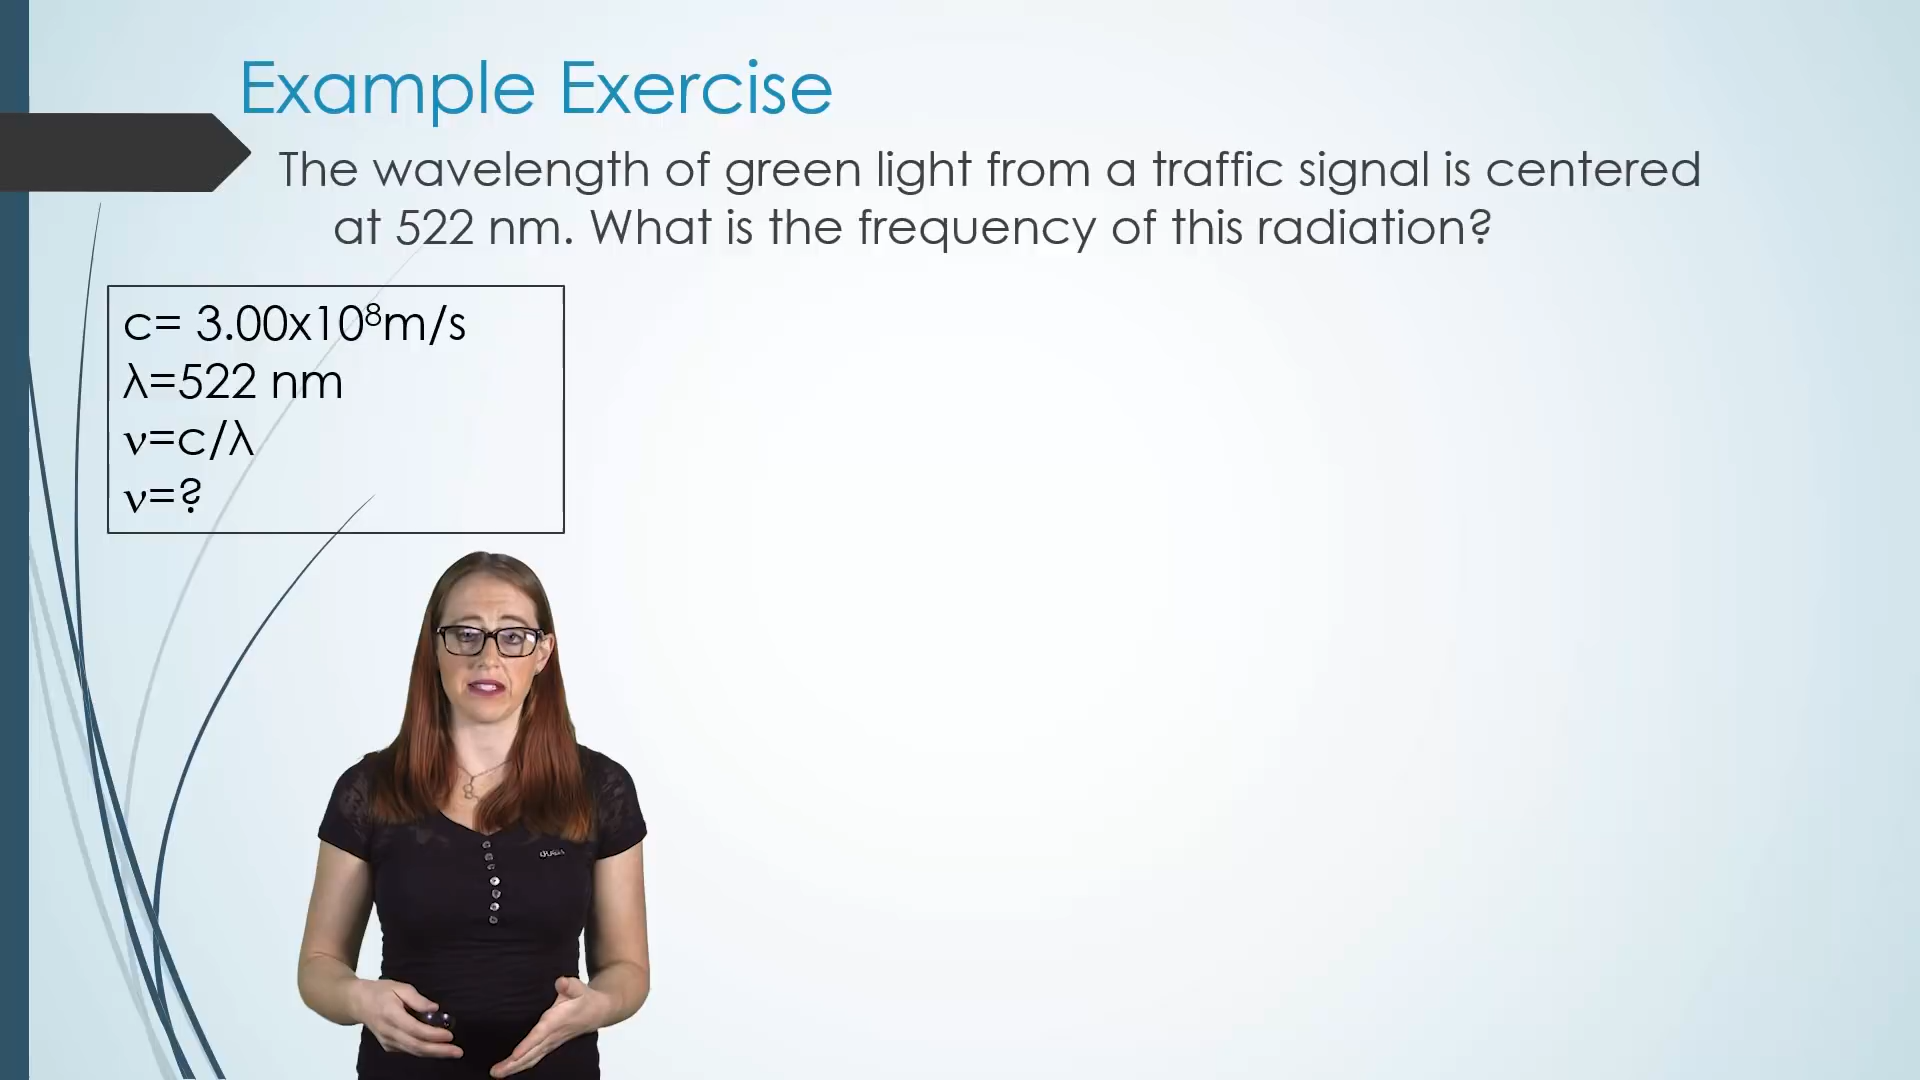 Example Exercise
The wavelength of green light from a traffic signal is centered
at 522 nm. What is the frequency of this radiation?
c= 3.00x10⁸m/s
λ=522 nm
ν=c/λ
ν=?